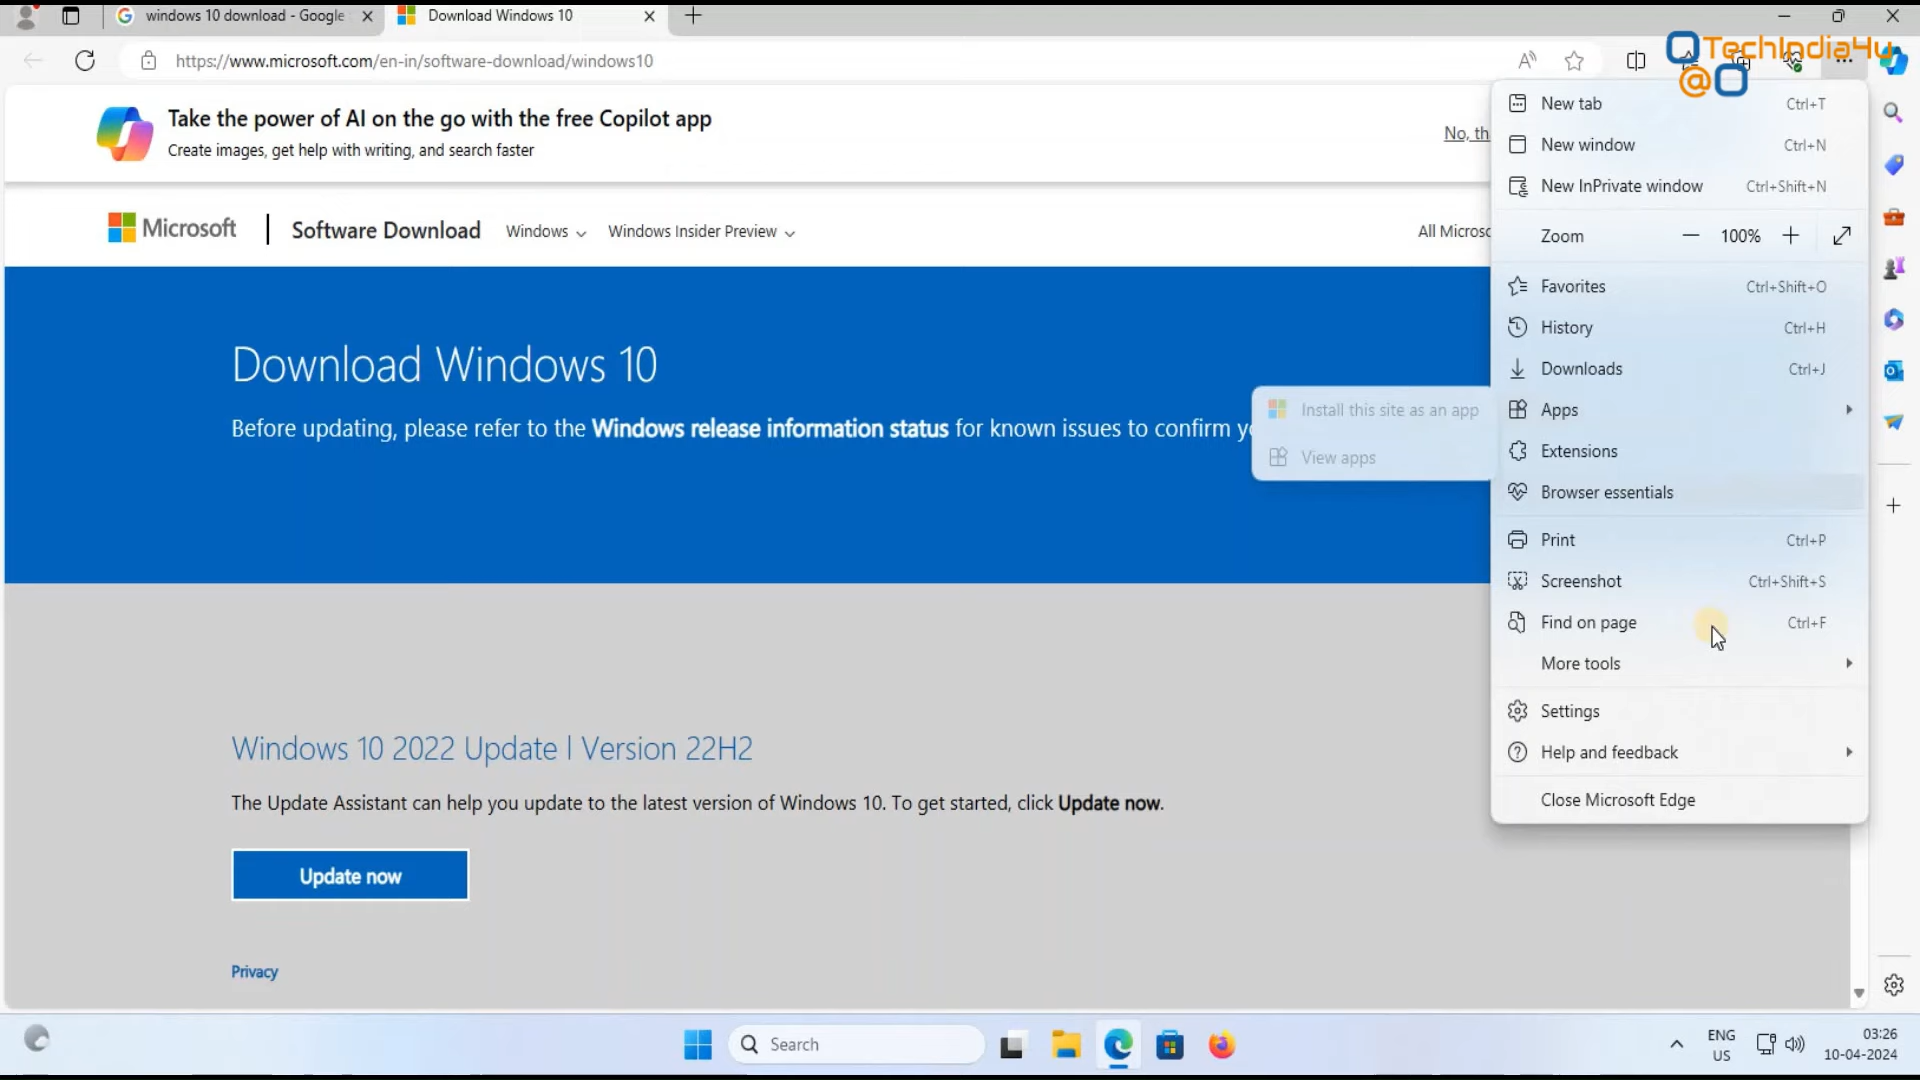 windows 10 download - Google
Download Windows 10
https://www.microsoft.com/en-in/software-download/windows10
TechIndia4u
@
Take the power of AI on the go with the free Copilot app
Create images, get help with writing, and search faster
No, th
Microsoft
Software Download
Windows
Windows Insider Preview
All Microso
Download Windows 10
Before updating, please refer to the Windows release information status for known issues to confirm yo
Windows 10 2022 Update | Version 22H2
The Update Assistant can help you update to the latest version of Windows 10. To get started, click Update now.
Update now
Privacy
New tab Ctrl+T
New window Ctrl+N
New InPrivate window Ctrl+Shift+N
Zoom 100%
Favorites Ctrl+Shift+O
History Ctrl+H
Downloads Ctrl+J
Apps
Extensions
Browser essentials
Print Ctrl+P
Screenshot Ctrl+Shift+S
Find on page Ctrl+F
More tools
Settings
Help and feedback
Close Microsoft Edge
Install this site as an app
View apps
Search
ENG
US
03:26
10-04-2024